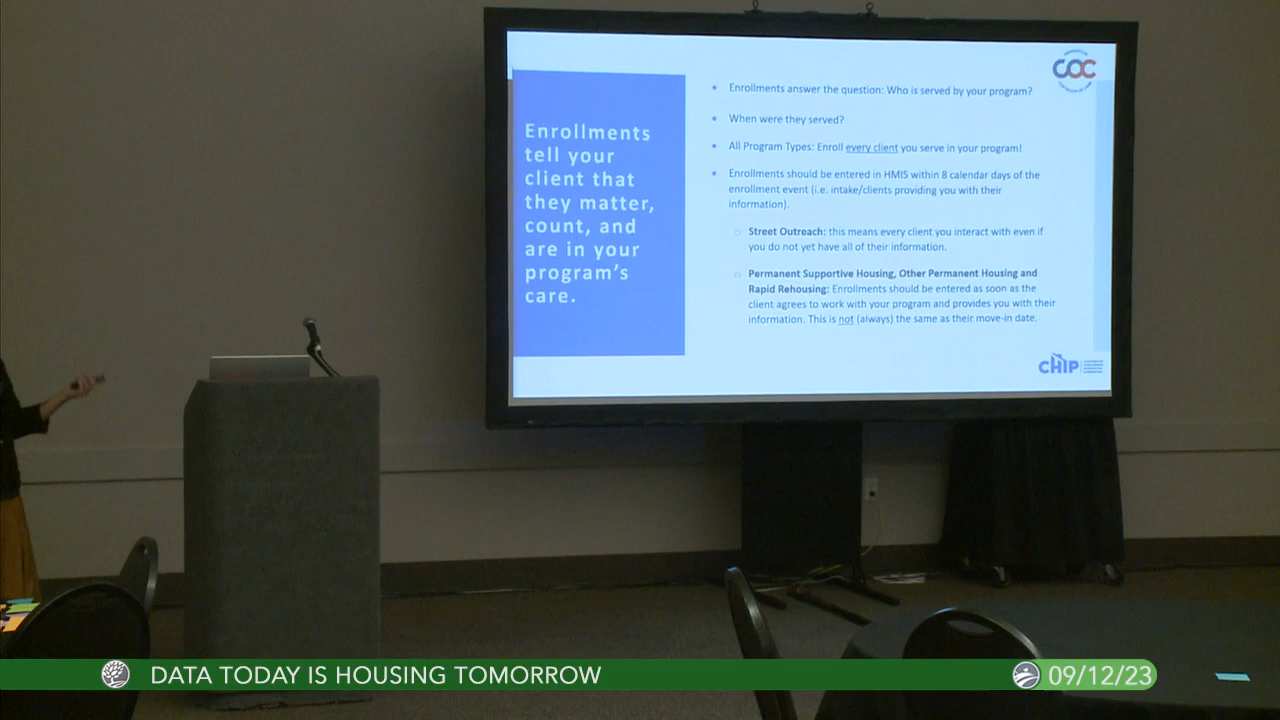 Enrollments
tell your
client that
they matter,
count, and
are in your
program's
care.
COC
• Enrollments answer the question: Who is served by your program?
• When were they served?
• All Program Types: Enroll every client you serve in your program!
• Enrollments should be entered in HMIS within 8 calendar days of the
enrollment event (i.e. intake/clients providing you with their
information).
○ Street Outreach: this means every client you interact with even if
you do not yet have all of their information.
○ Permanent Supportive Housing, Other Permanent Housing and
Rapid Rehousing: Enrollments should be entered as soon as the
client agrees to work with your program and provides you with their
information. This is not (always) the same as their move-in date.
CHIP
DATA TODAY IS HOUSING TOMORROW
09/12/23